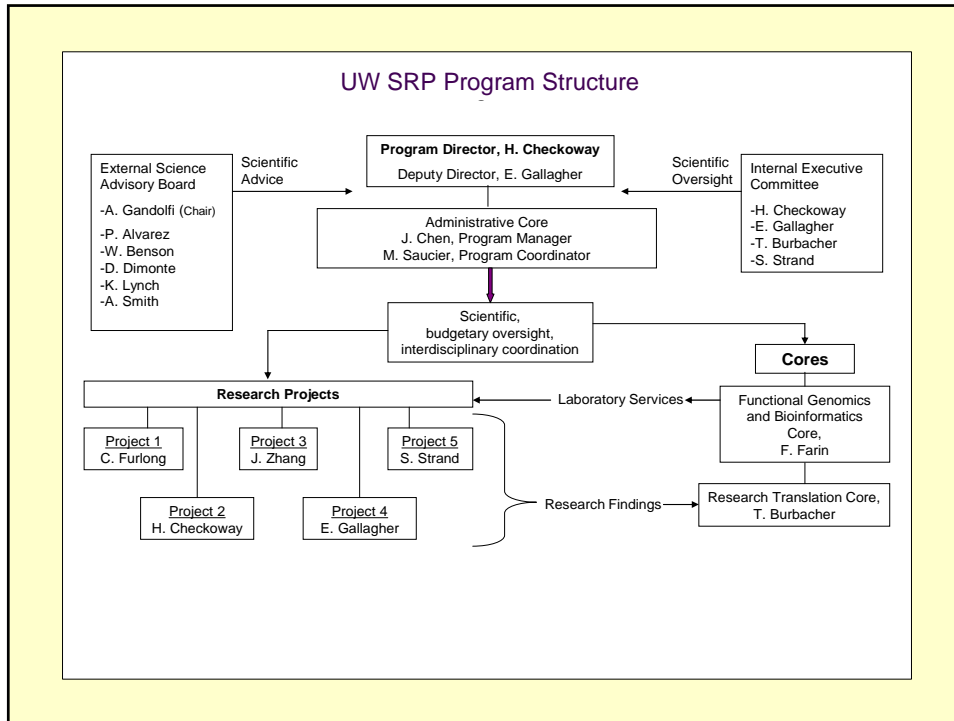 UW SRP Program Structure
External Science
Advisory Board
-A. Gandolfi (Chair)
-P. Alvarez
-W. Benson
-D. Dimonte
-K. Lynch
-A. Smith
Scientific
Advice
Program Director, H. Checkoway
Deputy Director, E. Gallagher
Scientific
Oversight
Internal Executive
Committee
-H. Checkoway
-E. Gallagher
-T. Burbacher
-S. Strand
Administrative Core
J. Chen, Program Manager
M. Saucier, Program Coordinator
Scientific,
budgetary oversight,
interdisciplinary coordination
Cores
Research Projects
Laboratory Services
Functional Genomics
and Bioinformatics
Core,
F. Farin
Project 1
C. Furlong
Project 3
J. Zhang
Project 5
S. Strand
Project 2
H. Checkoway
Project 4
E. Gallagher
Research Findings
Research Translation Core,
T. Burbacher